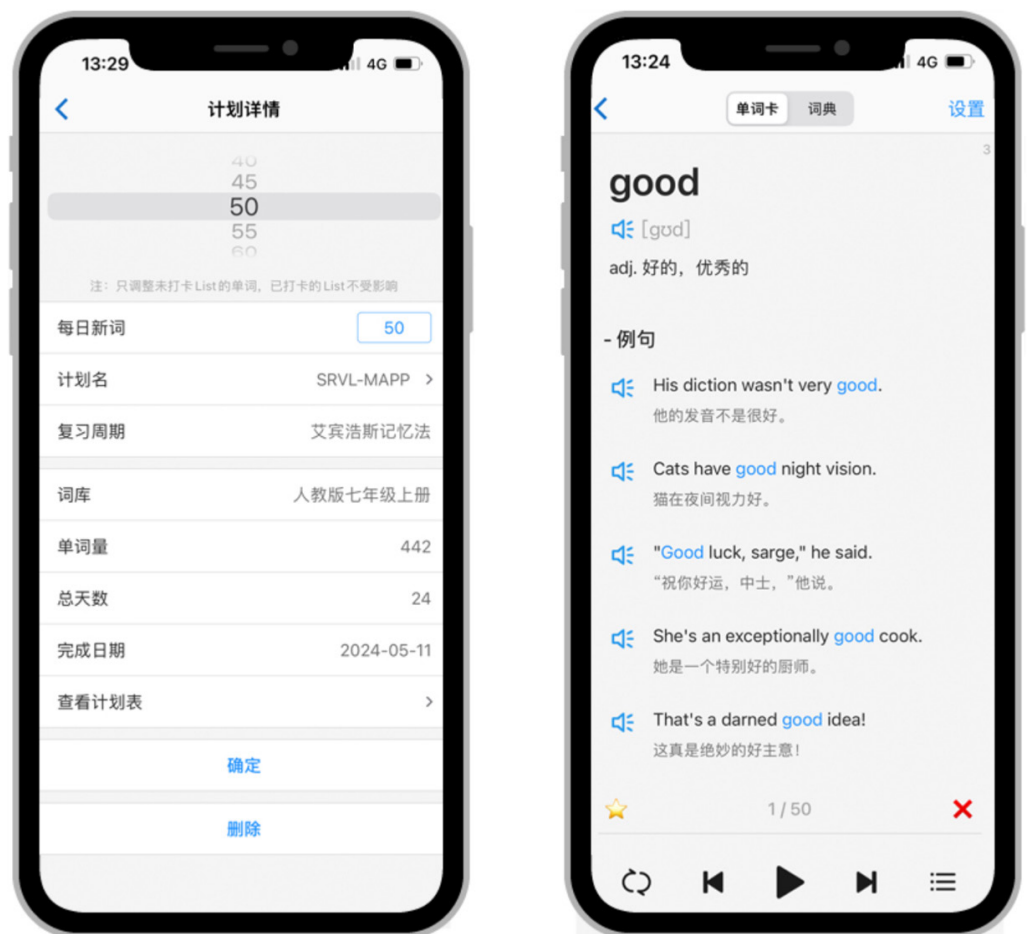 13:29
4G
计划详情
40
45
50
55
60
注：只调整未打卡List的单词，已打卡的List不受影响
每日新词 50
计划名 SRVL-MAPP
复习周期 艾宾浩斯记忆法
词库 人教版七年级上册
单词量 442
总天数 24
完成日期 2024-05-11
查看计划表
确定
删除
13:24
4G
单词卡 词典 设置
3
good
[gʊd]
adj. 好的，优秀的
- 例句
His diction wasn't very good.
他的发音不是很好。
Cats have good night vision.
猫在夜间视力好。
"Good luck, sarge," he said.
“祝你好运，中士，”他说。
She's an exceptionally good cook.
她是一个特别好的厨师。
That's a darned good idea!
这真是绝妙的好主意！
1 / 50